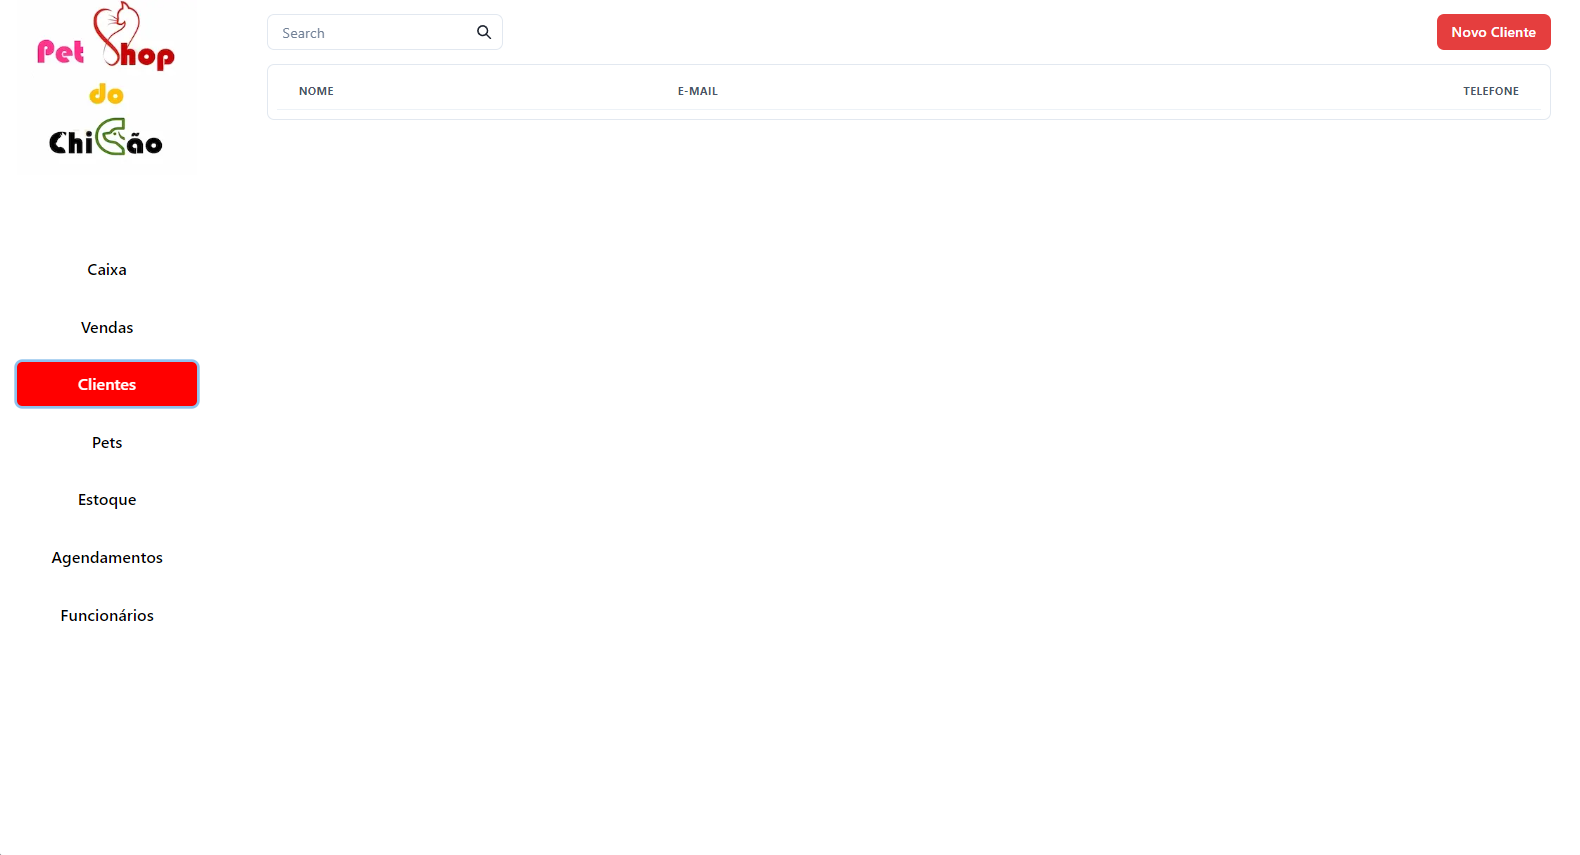 Pet Shop
do
ChiCão
Caixa
Vendas
Clientes
Pets
Estoque
Agendamentos
Funcionários
Search
Novo Cliente
NOME E-MAIL TELEFONE